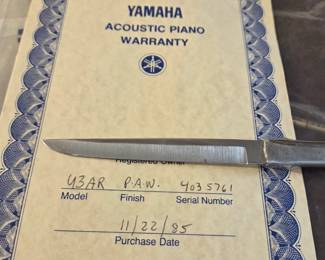 YAMAHA
ACOUSTIC PIANO
WARRANTY
Registered Owner
U3AR P.A.W. 4035761
Model Finish Serial Number
11/22/85
Purchase Date